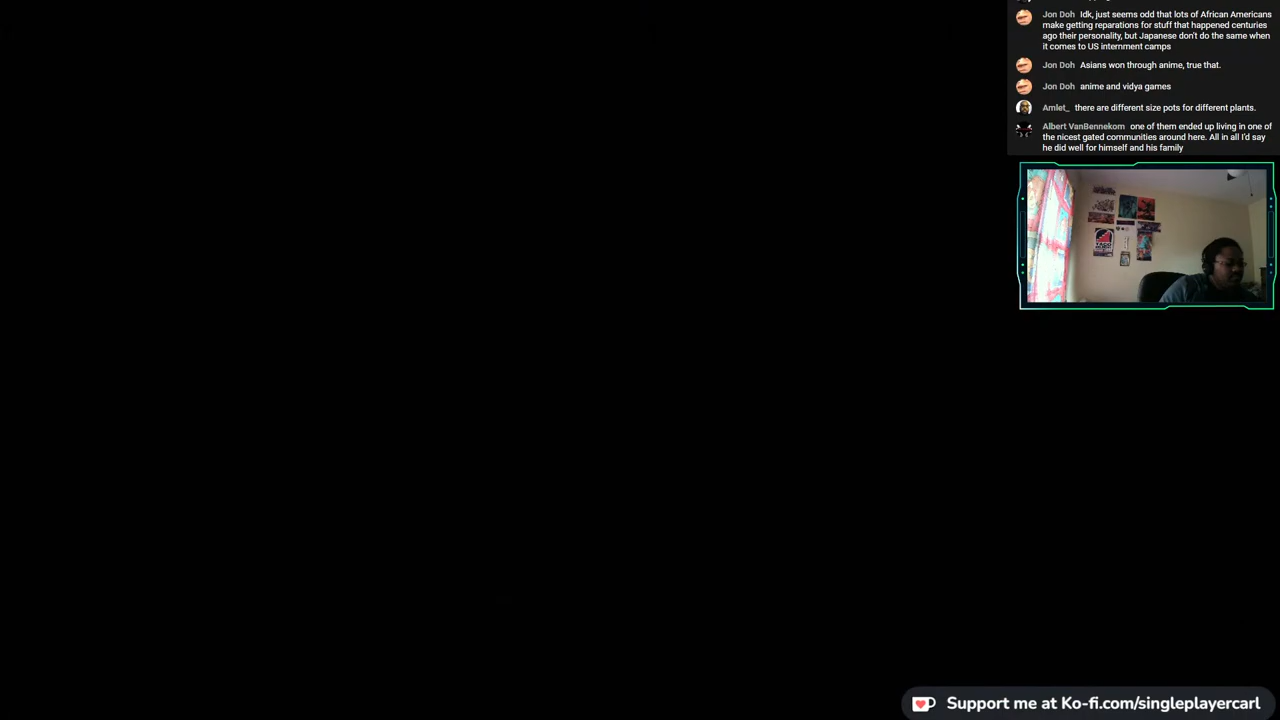 Jon Doh Idk, just seems odd that lots of African Americans
make getting reparations for stuff that happened centuries
ago their personality, but Japanese don't do the same when
it comes to US internment camps
Jon Doh Asians won through anime, true that.
Jon Doh anime and vidya games
Amlet_ there are different size pots for different plants.
Albert VanBennekom one of them ended up living in one of
the nicest gated communities around here. All in all I'd say
he did well for himself and his family
Support me at Ko-fi.com/singleplayercarl